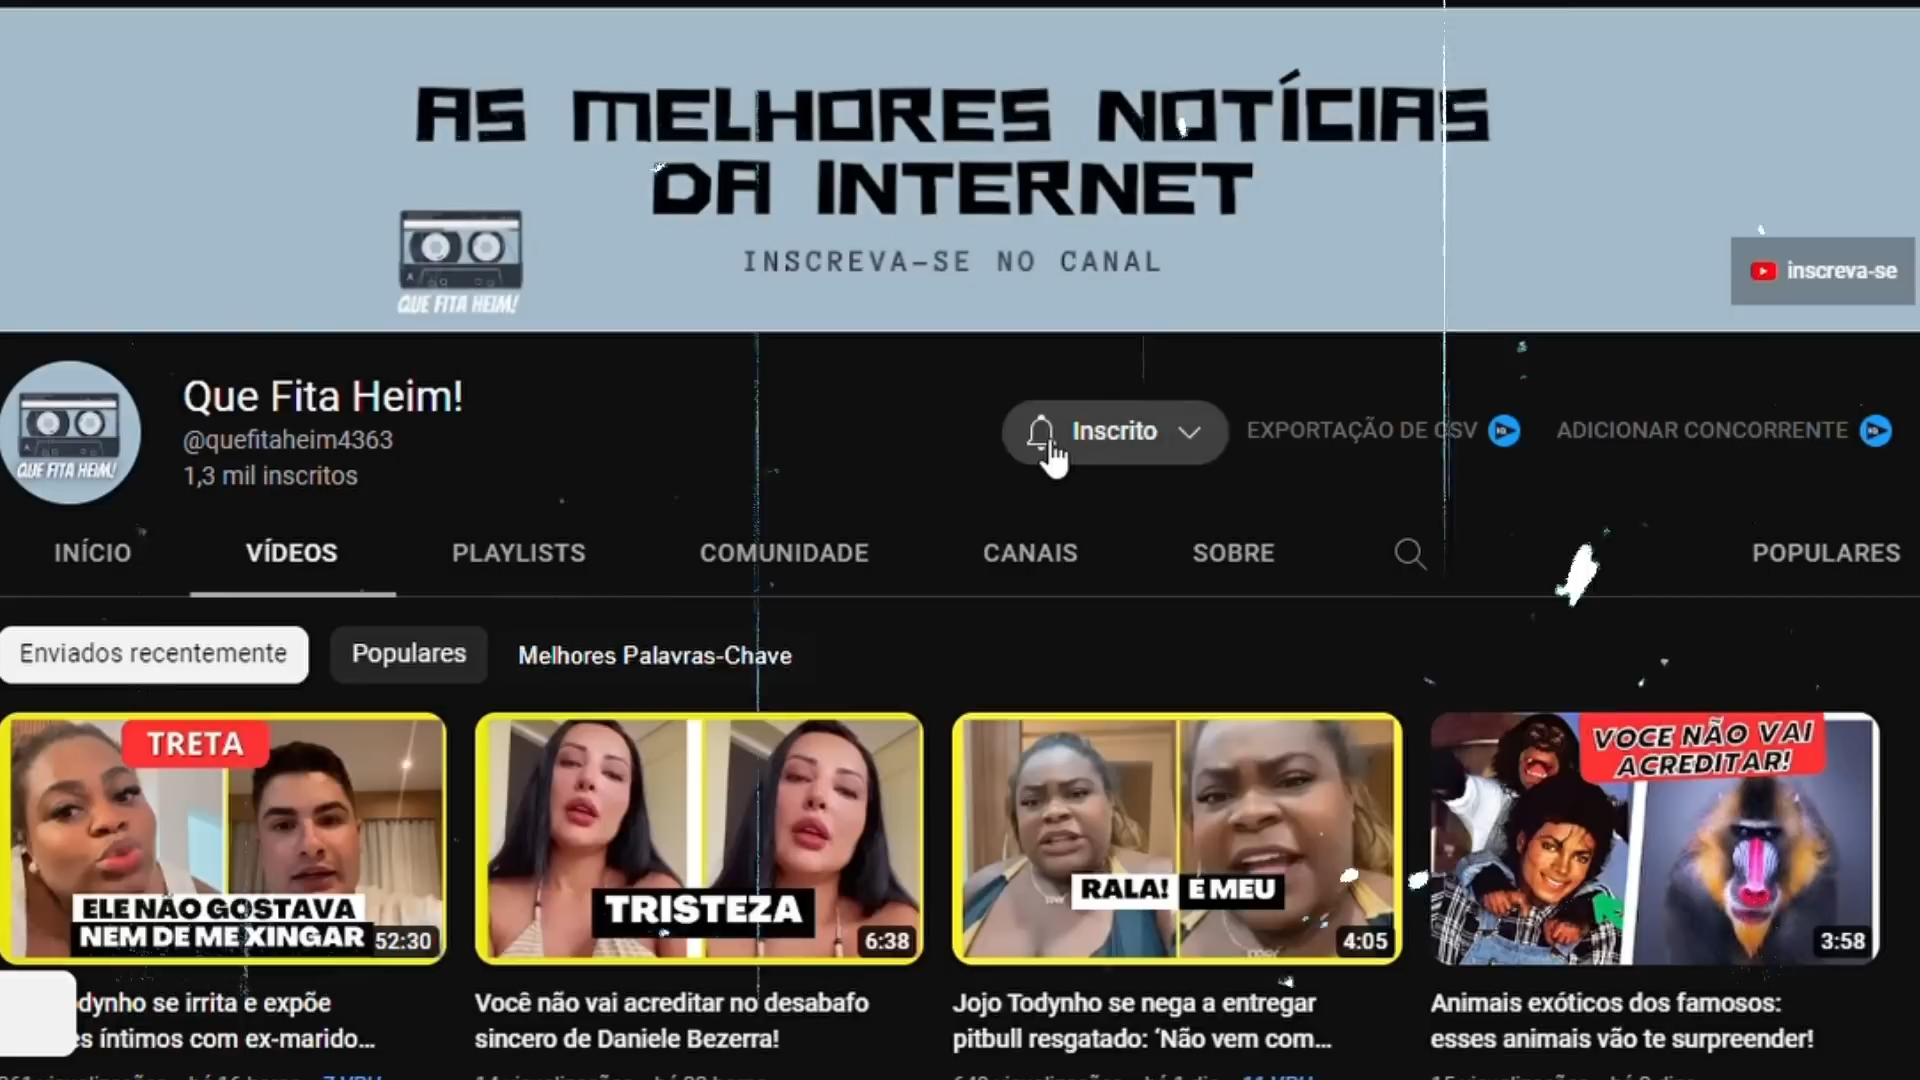 AS MELHORES NOTÍCIAS
DA INTERNET
INSCREVA-SE NO CANAL
QUE FITA HEIM!
inscreva-se
Que Fita Heim!
@quefitaheim4363
1,3 mil inscritos
QUE FITA HEIM!
Inscrito
EXPORTAÇÃO DE CSV
ADICIONAR CONCORRENTE
INÍCIO VÍDEOS PLAYLISTS COMUNIDADE CANAIS SOBRE POPULARES
Enviados recentemente Populares Melhores Palavras-Chave
TRETA
ELE NÃO GOSTAVA
NEM DE ME XINGAR
52:30
TRISTEZA
6:38
RALA! E MEU
4:05
VOCE NÃO VAI
ACREDITAR!
3:58
se irrita e expõe
íntimos com ex-marido...
Você não vai acreditar no desabafo
sincero de Daniele Bezerra!
Jojo Todynho se nega a entregar
pitbull resgatado: ‘Não vem com...
Animais exóticos dos famosos:
esses animais vão te surpreender!